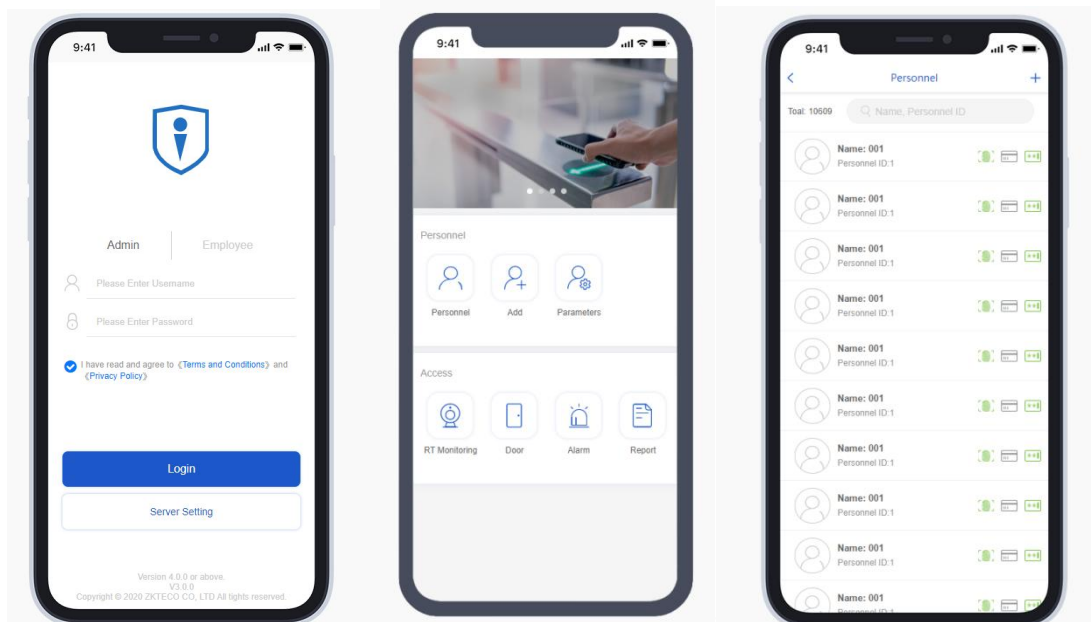 9:41
Admin
Employee
Please Enter Username
Please Enter Password
I have read and agree to 《Terms and Conditions》 and
《Privacy Policy》
Login
Server Setting
Version 4.0.0 or above.
V3.0.0
Copyright © 2020 ZKTECO CO., LTD All tights reserved.
9:41
Personnel
Personnel
Add
Parameters
Access
RT Monitoring
Door
Alarm
Report
9:41
Personnel
Toal: 10609
Name, Personnel ID
Name: 001
Personnel ID:1
Name: 001
Personnel ID:1
Name: 001
Personnel ID:1
Name: 001
Personnel ID:1
Name: 001
Personnel ID:1
Name: 001
Personnel ID:1
Name: 001
Personnel ID:1
Name: 001
Personnel ID:1
Name: 001
Personnel ID:1
Name: 001
Personnel ID:1